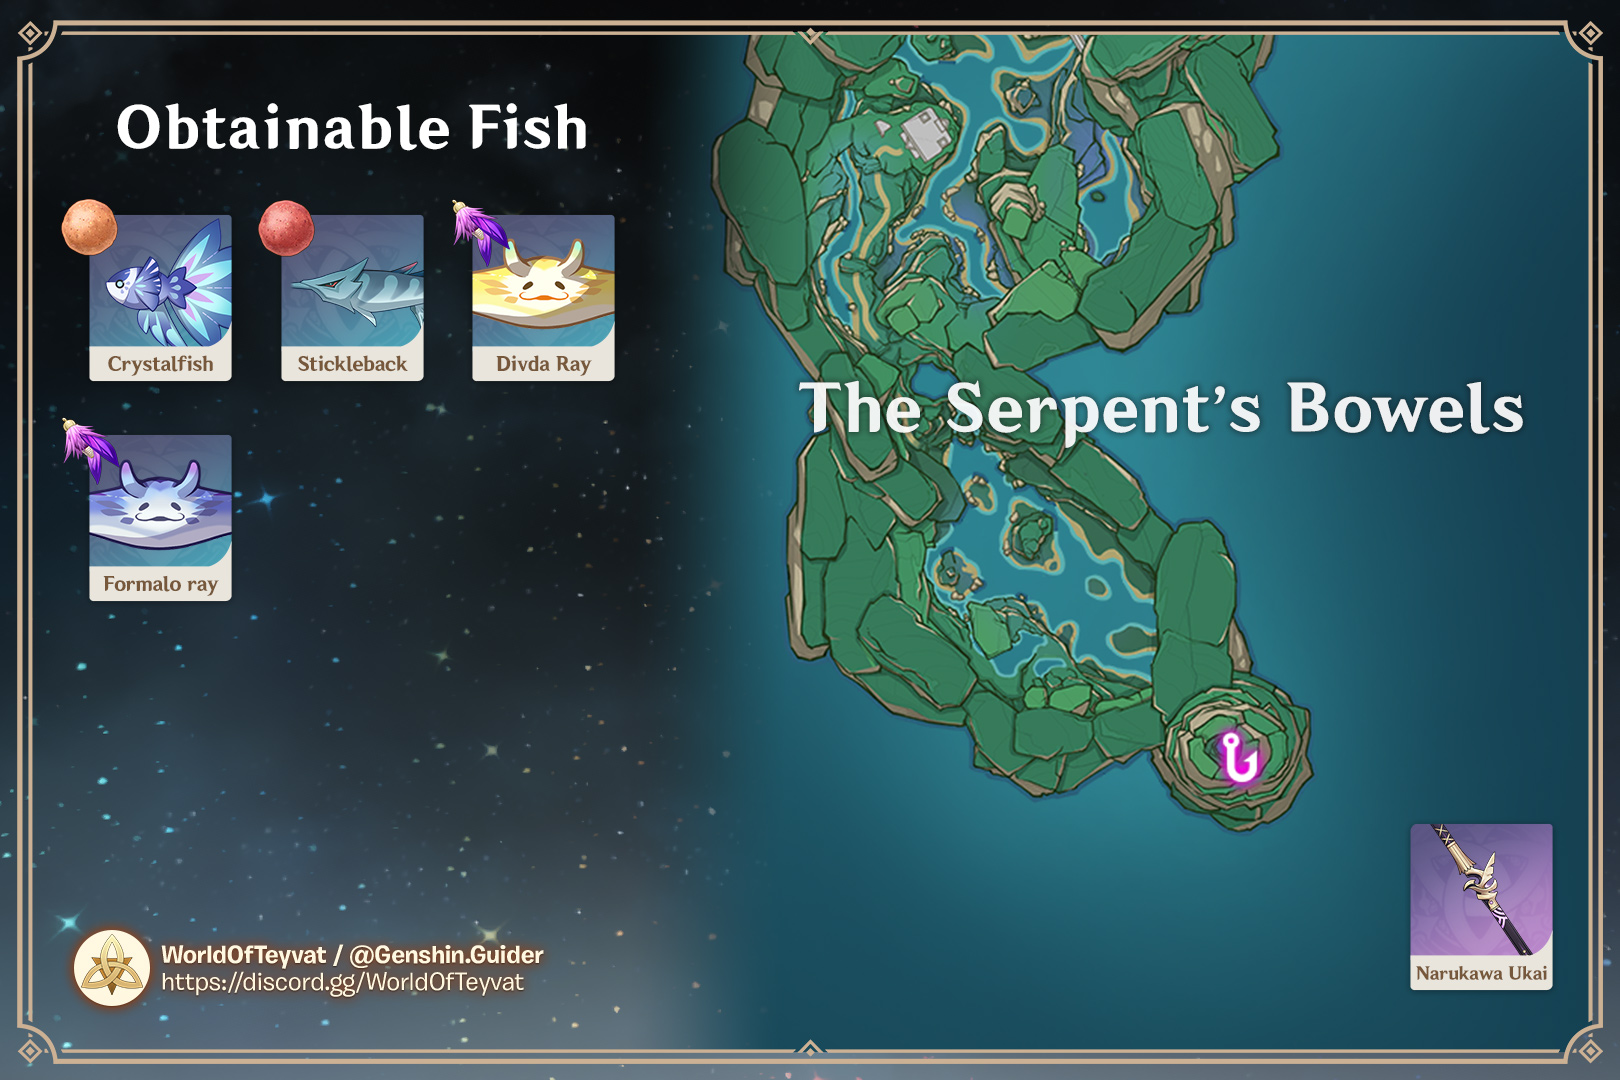 Obtainable Fish
Crystalfish
Stickleback
Divda Ray
Formalo ray
The Serpent's Bowels
Narukawa Ukai
WorldOfTeyvat / @Genshin.Guider
https://discord.gg/WorldOfTeyvat